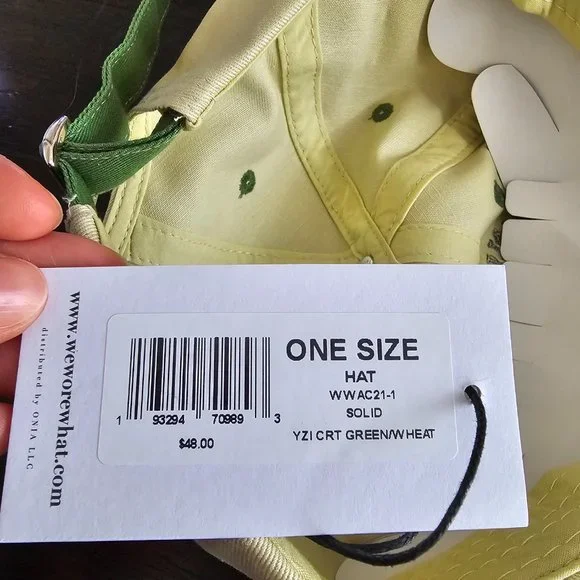 www.weworewhat.com
distributed by ONIA LLC
ONE SIZE
HAT
WWAC21-1
SOLID
YZI CRT GREEN/WHEAT
1 93294 70989 3
$48.00